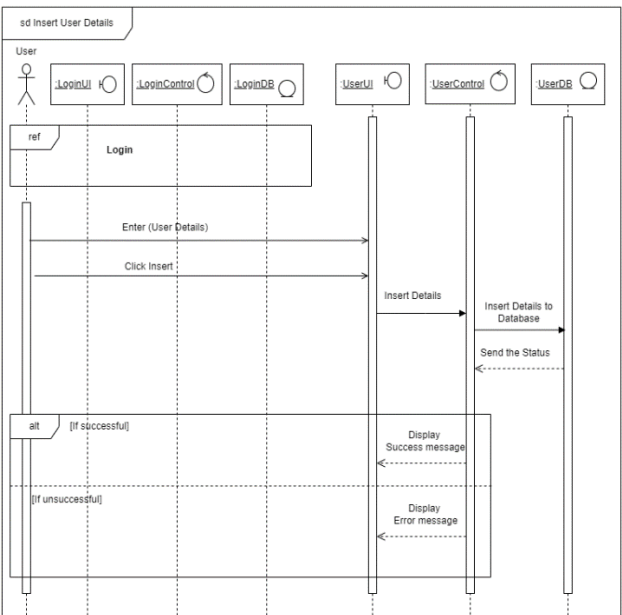 sd Insert User Details
User
:LoginUI
:LoginControl
:LoginDB
:UserUI
:UserControl
:UserDB
ref
Login
Enter (User Details)
Click Insert
Insert Details
Insert Details to
Database
Send the Status
alt
[If successful]
Display
Success message
[If unsuccessful]
Display
Error message